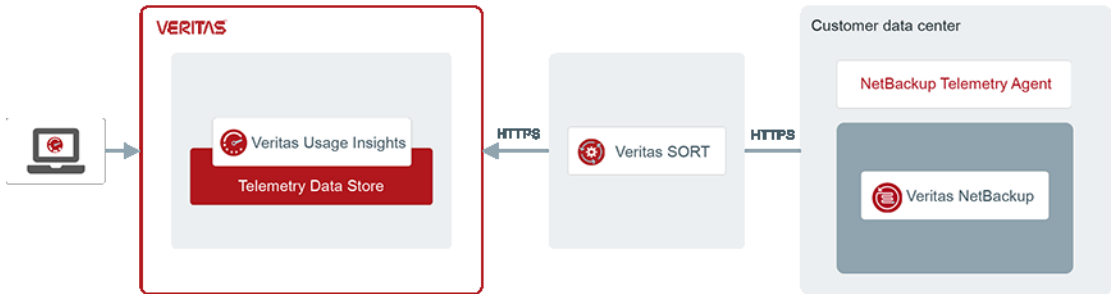 VERITAS
Veritas Usage Insights
Telemetry Data Store
HTTPS
Veritas SORT
HTTPS
Customer data center
NetBackup Telemetry Agent
Veritas NetBackup